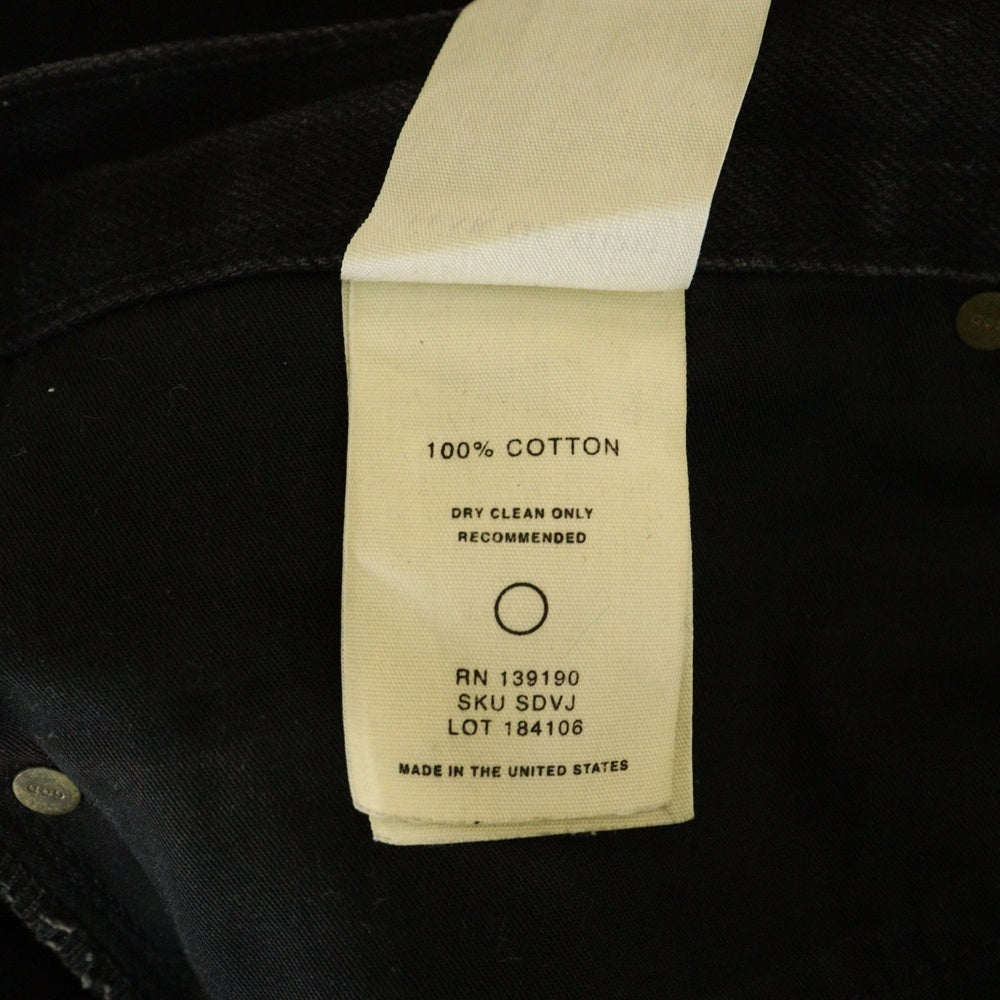 100% COTTON
DRY CLEAN ONLY
RECOMMENDED
RN 139190
SKU SDVJ
LOT 184106
MADE IN THE UNITED STATES